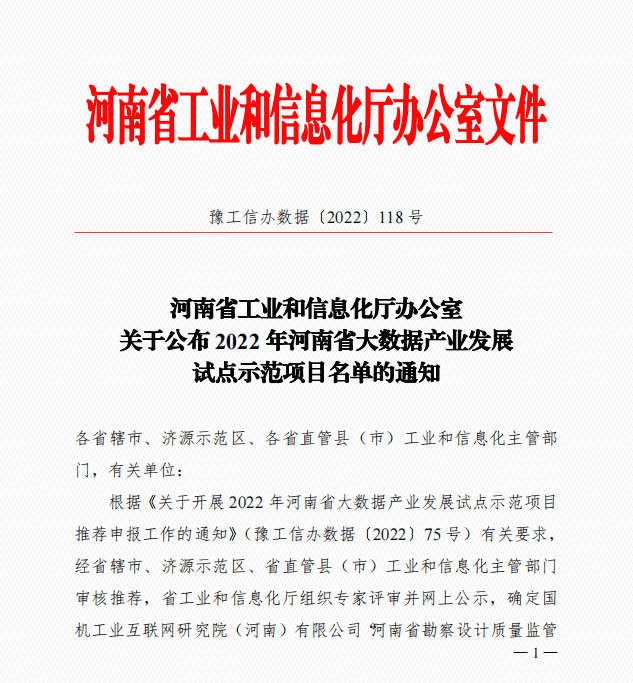 河南省工业和信息化厅办公室文件
豫工信办数据〔2022〕118 号
河南省工业和信息化厅办公室
关于公布 2022 年河南省大数据产业发展
试点示范项目名单的通知
各省辖市、济源示范区、各省直管县（市）工业和信息化主管部
门，有关单位：
根据《关于开展 2022 年河南省大数据产业发展试点示范项目
推荐申报工作的通知》（豫工信办数据〔2022〕75 号）有关要求，
经省辖市、济源示范区、省直管县（市）工业和信息化主管部门
审核推荐，省工业和信息化厅组织专家评审并网上公示，确定国
机工业互联网研究院（河南）有限公司“河南省勘察设计质量监管
— 1 —